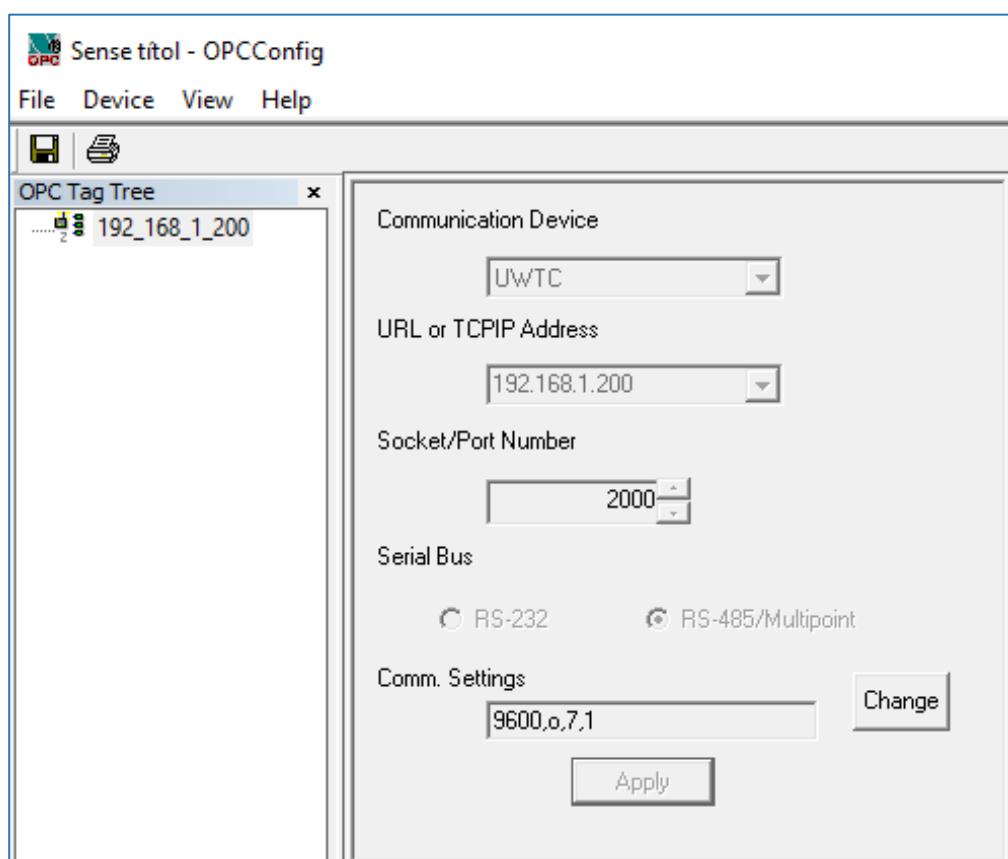 Sense títol - OPCConfig
File Device View Help
OPC Tag Tree x
192_168_1_200
Communication Device
UWTC
URL or TCPIP Address
192.168.1.200
Socket/Port Number
2000
Serial Bus
RS-232 RS-485/Multipoint
Comm. Settings
Change
9600,o,7,1
Apply